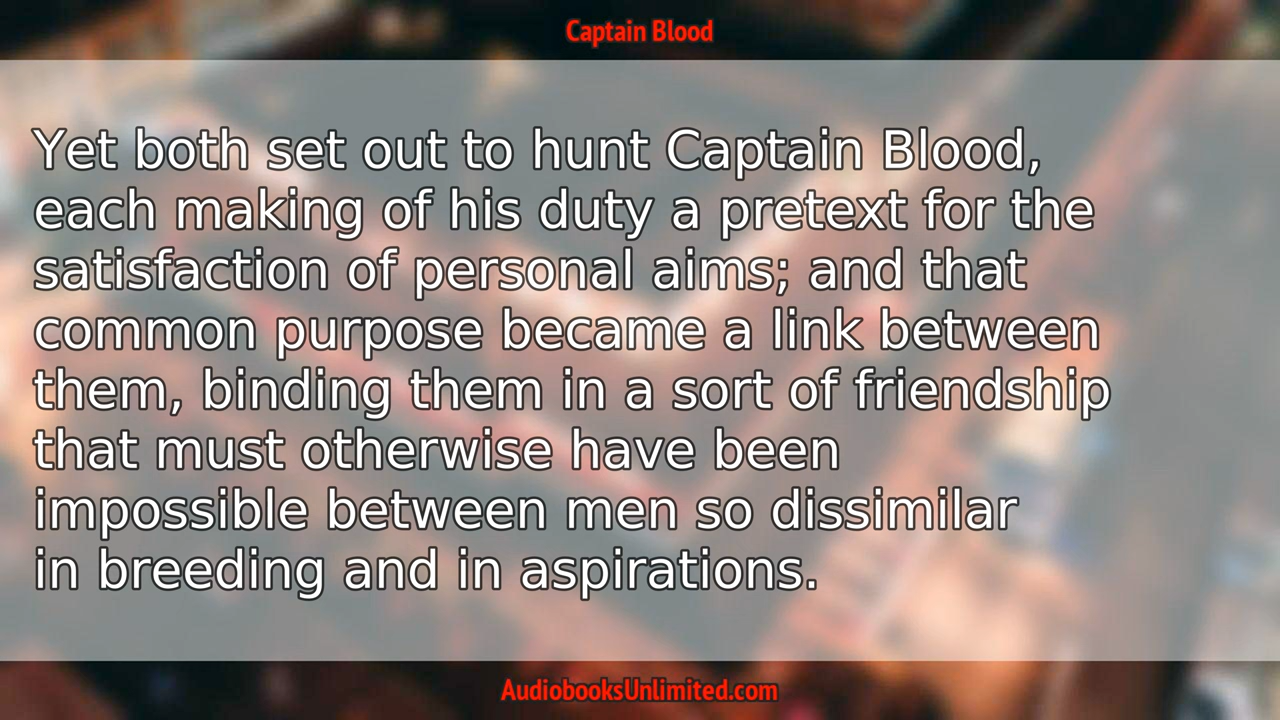 Captain Blood
Yet both set out to hunt Captain Blood,
each making of his duty a pretext for the
satisfaction of personal aims; and that
common purpose became a link between
them, binding them in a sort of friendship
that must otherwise have been
impossible between men so dissimilar
in breeding and in aspirations.
AudiobooksUnlimited.com